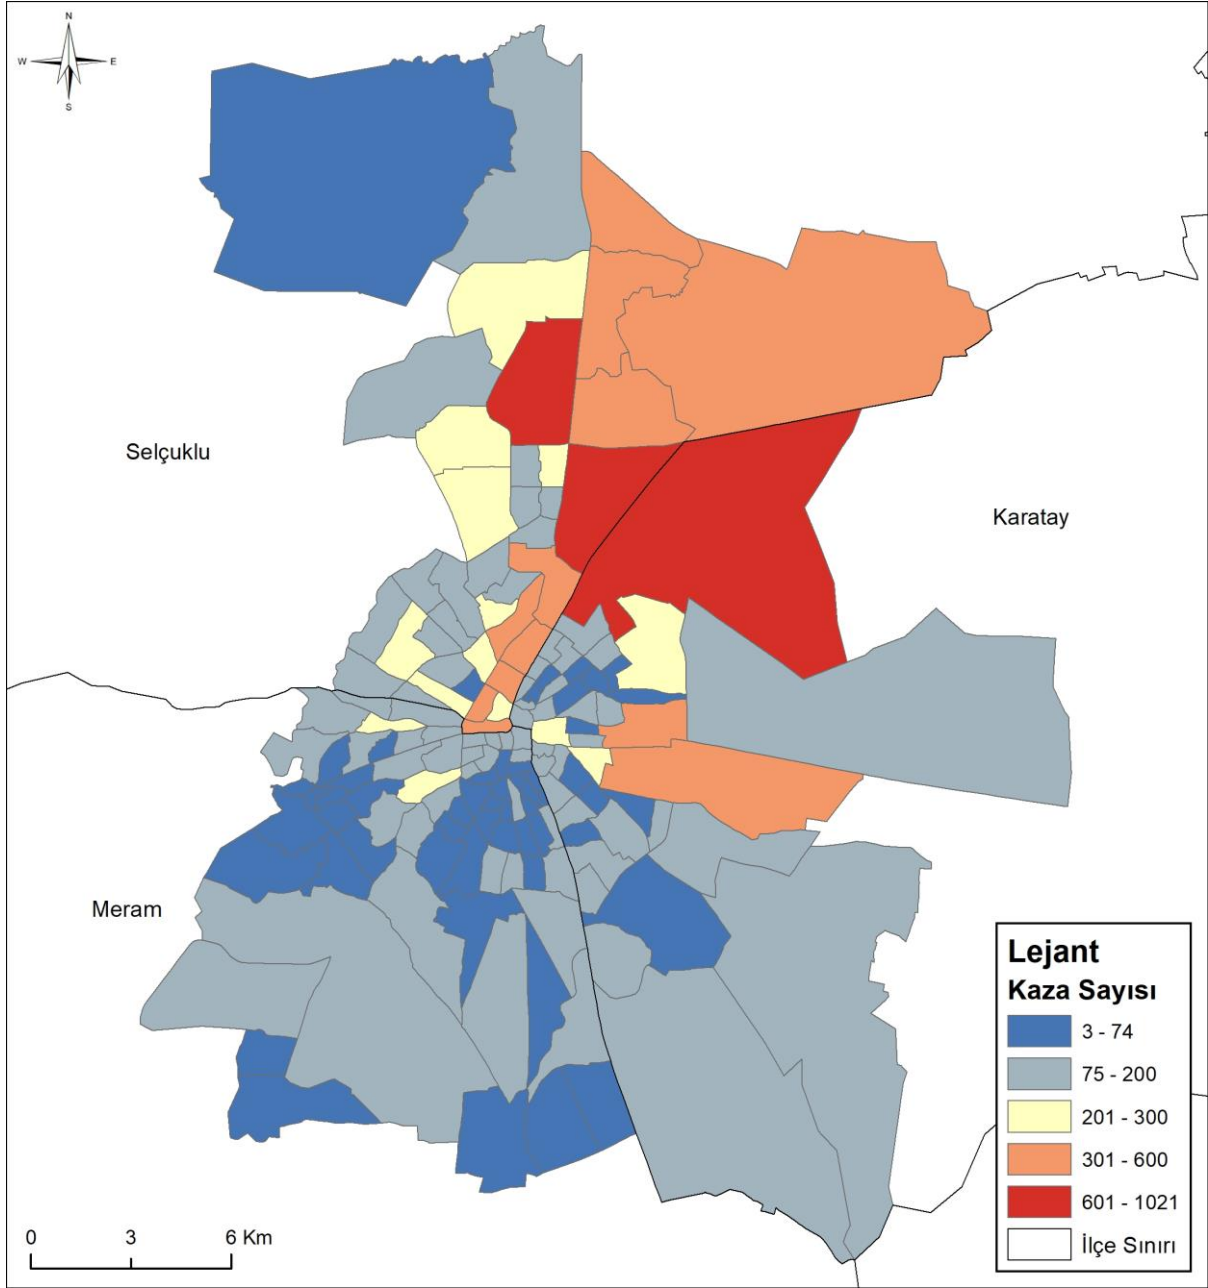 N
W E
S
Selçuklu
Karatay
Meram
Lejant
Kaza Sayısı
3 - 74
75 - 200
201 - 300
301 - 600
601 - 1021
İlçe Sınırı
0 3 6 Km